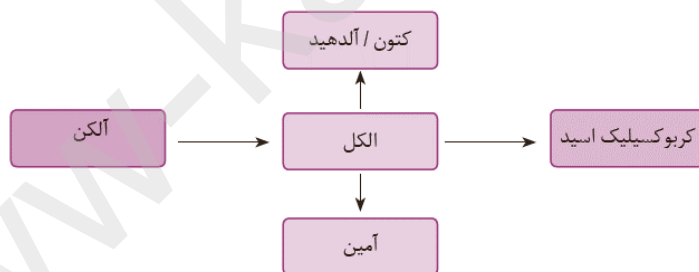 کتون / آلدهید
آلکن
الکل
کربوکسیلیک اسید
آمین